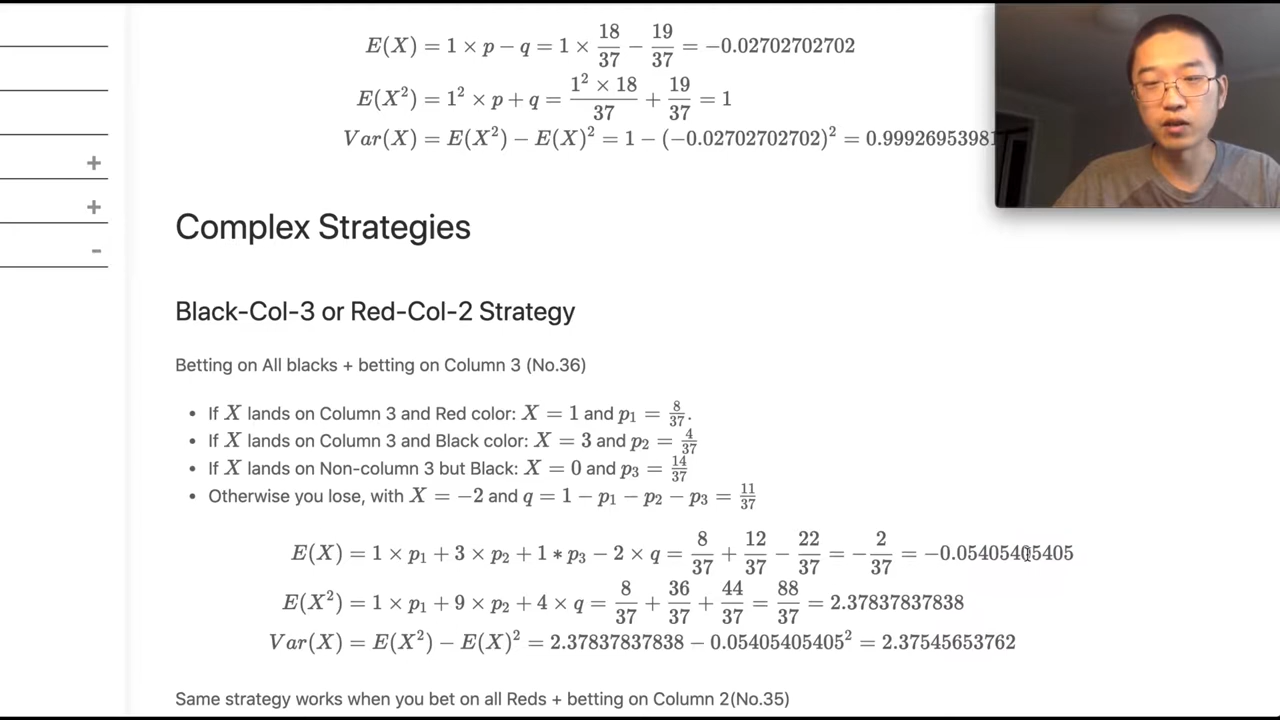 E(X) = 1 × p − q = 1 × 18/37 − 19/37 = −0.02702702702
E(X²) = 1² × p + q = 1² × 18/37 + 19/37 = 1
Var(X) = E(X²) − E(X)² = 1 − (−0.02702702702)² = 0.99926953981
+
+
-
Complex Strategies
Black-Col-3 or Red-Col-2 Strategy
Betting on All blacks + betting on Column 3 (No.36)
• If X lands on Column 3 and Red color: X = 1 and p₁ = 8/37.
• If X lands on Column 3 and Black color: X = 3 and p₂ = 4/37
• If X lands on Non-column 3 but Black: X = 0 and p₃ = 14/37
• Otherwise you lose, with X = −2 and q = 1 − p₁ − p₂ − p₃ = 11/37
E(X) = 1 × p₁ + 3 × p₂ + 1 * p₃ − 2 × q = 8/37 + 12/37 − 22/37 = −2/37 = −0.05405405405
E(X²) = 1 × p₁ + 9 × p₂ + 4 × q = 8/37 + 36/37 + 44/37 = 88/37 = 2.37837837838
Var(X) = E(X²) − E(X)² = 2.37837837838 − 0.05405405405² = 2.37545653762
Same strategy works when you bet on all Reds + betting on Column 2(No.35)